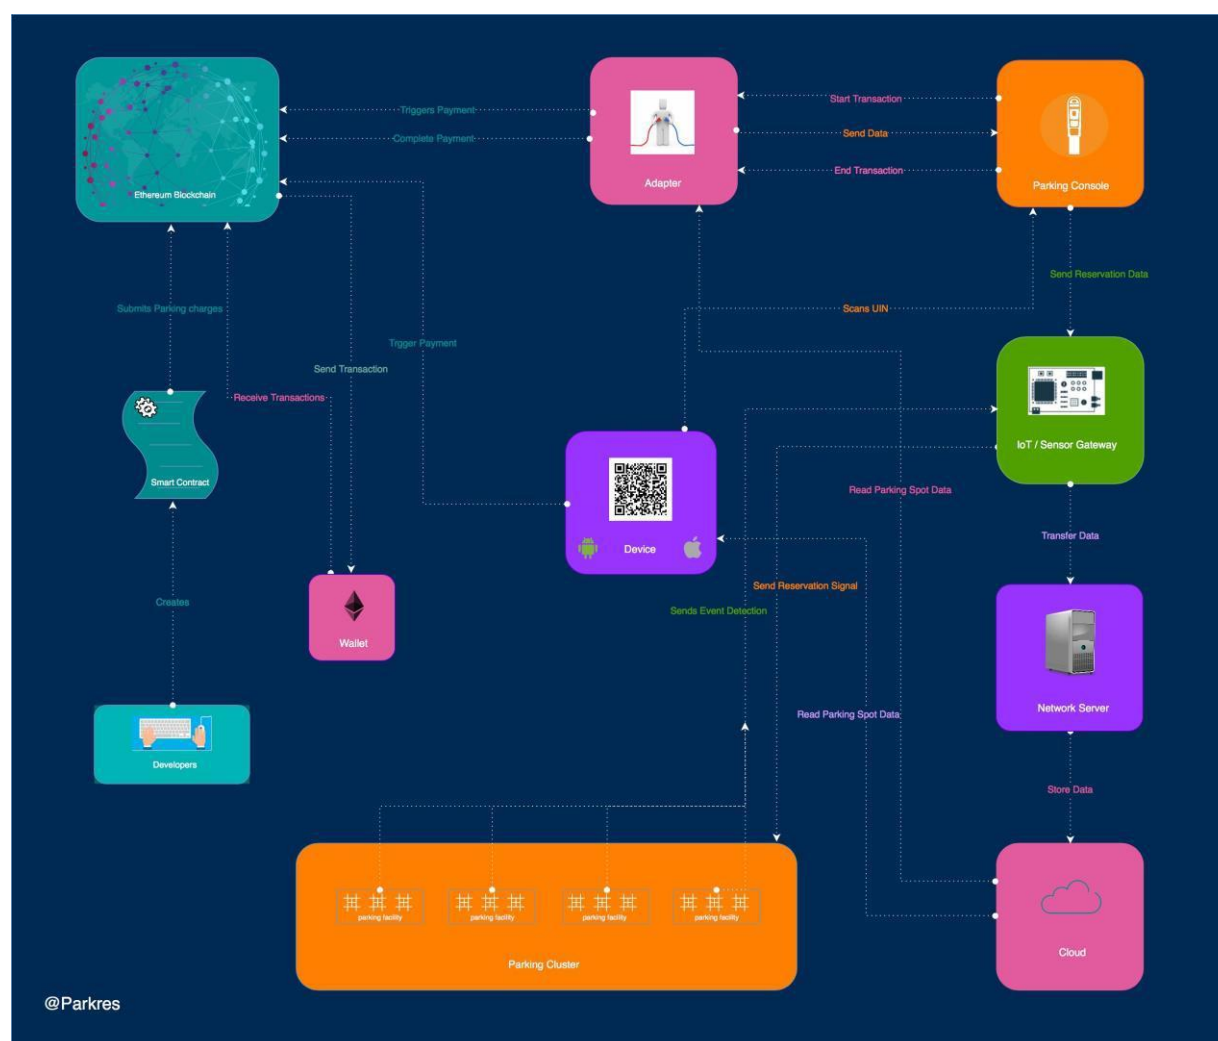 Triggers Payment
Start Transaction
Complete Payment
Send Data
End Transaction
Ethereum Blockchain
Adapter
Parking Console
Send Reservation Data
Submits Parking charges
Scans UIN
Trgger Payment
Send Transaction
Receive Transactions
IoT / Sensor Gateway
Smart Contract
Read Parking Spot Data
Device
Transfer Data
Send Reservation Signal
Creates
Sends Event Detection
Wallet
Network Server
Read Parking Spot Data
Developers
Store Data
parking facility
parking facility
parking facility
parking facility
Parking Cluster
Cloud
@Parkres